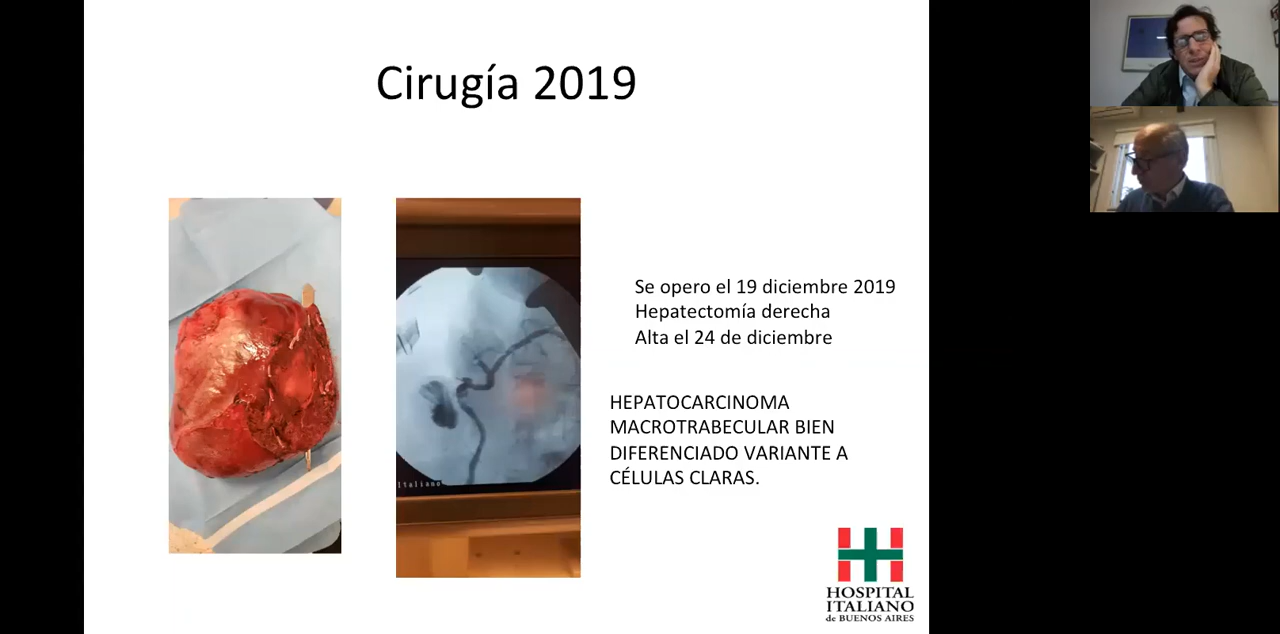 Cirugía 2019
Se opero el 19 diciembre 2019
Hepatectomía derecha
Alta el 24 de diciembre
HEPATOCARCINOMA
MACROTRABECULAR BIEN
DIFERENCIADO VARIANTE A
CÉLULAS CLARAS.
Italiano
HOSPITAL
ITALIANO
de BUENOS AIRES